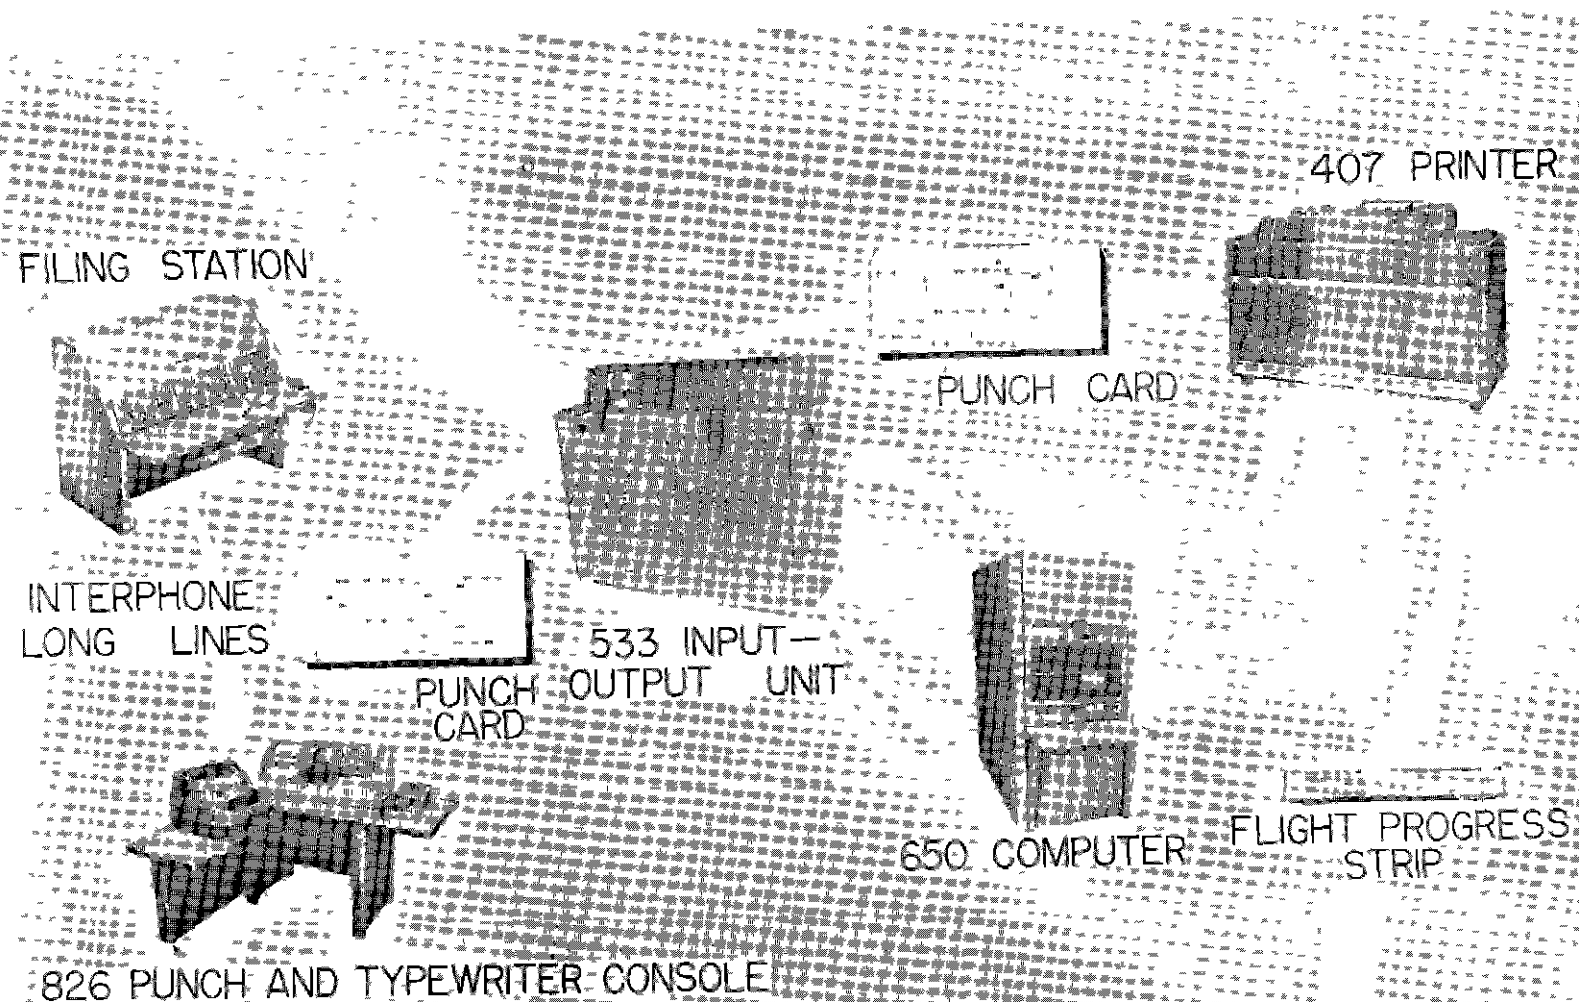 407 PRINTER
FILING STATION
PUNCH CARD
INTERPHONE
LONG LINES
533 INPUT–
OUTPUT UNIT
PUNCH
CARD
650 COMPUTER
FLIGHT PROGRESS
STRIP
826 PUNCH AND TYPEWRITER CONSOLE